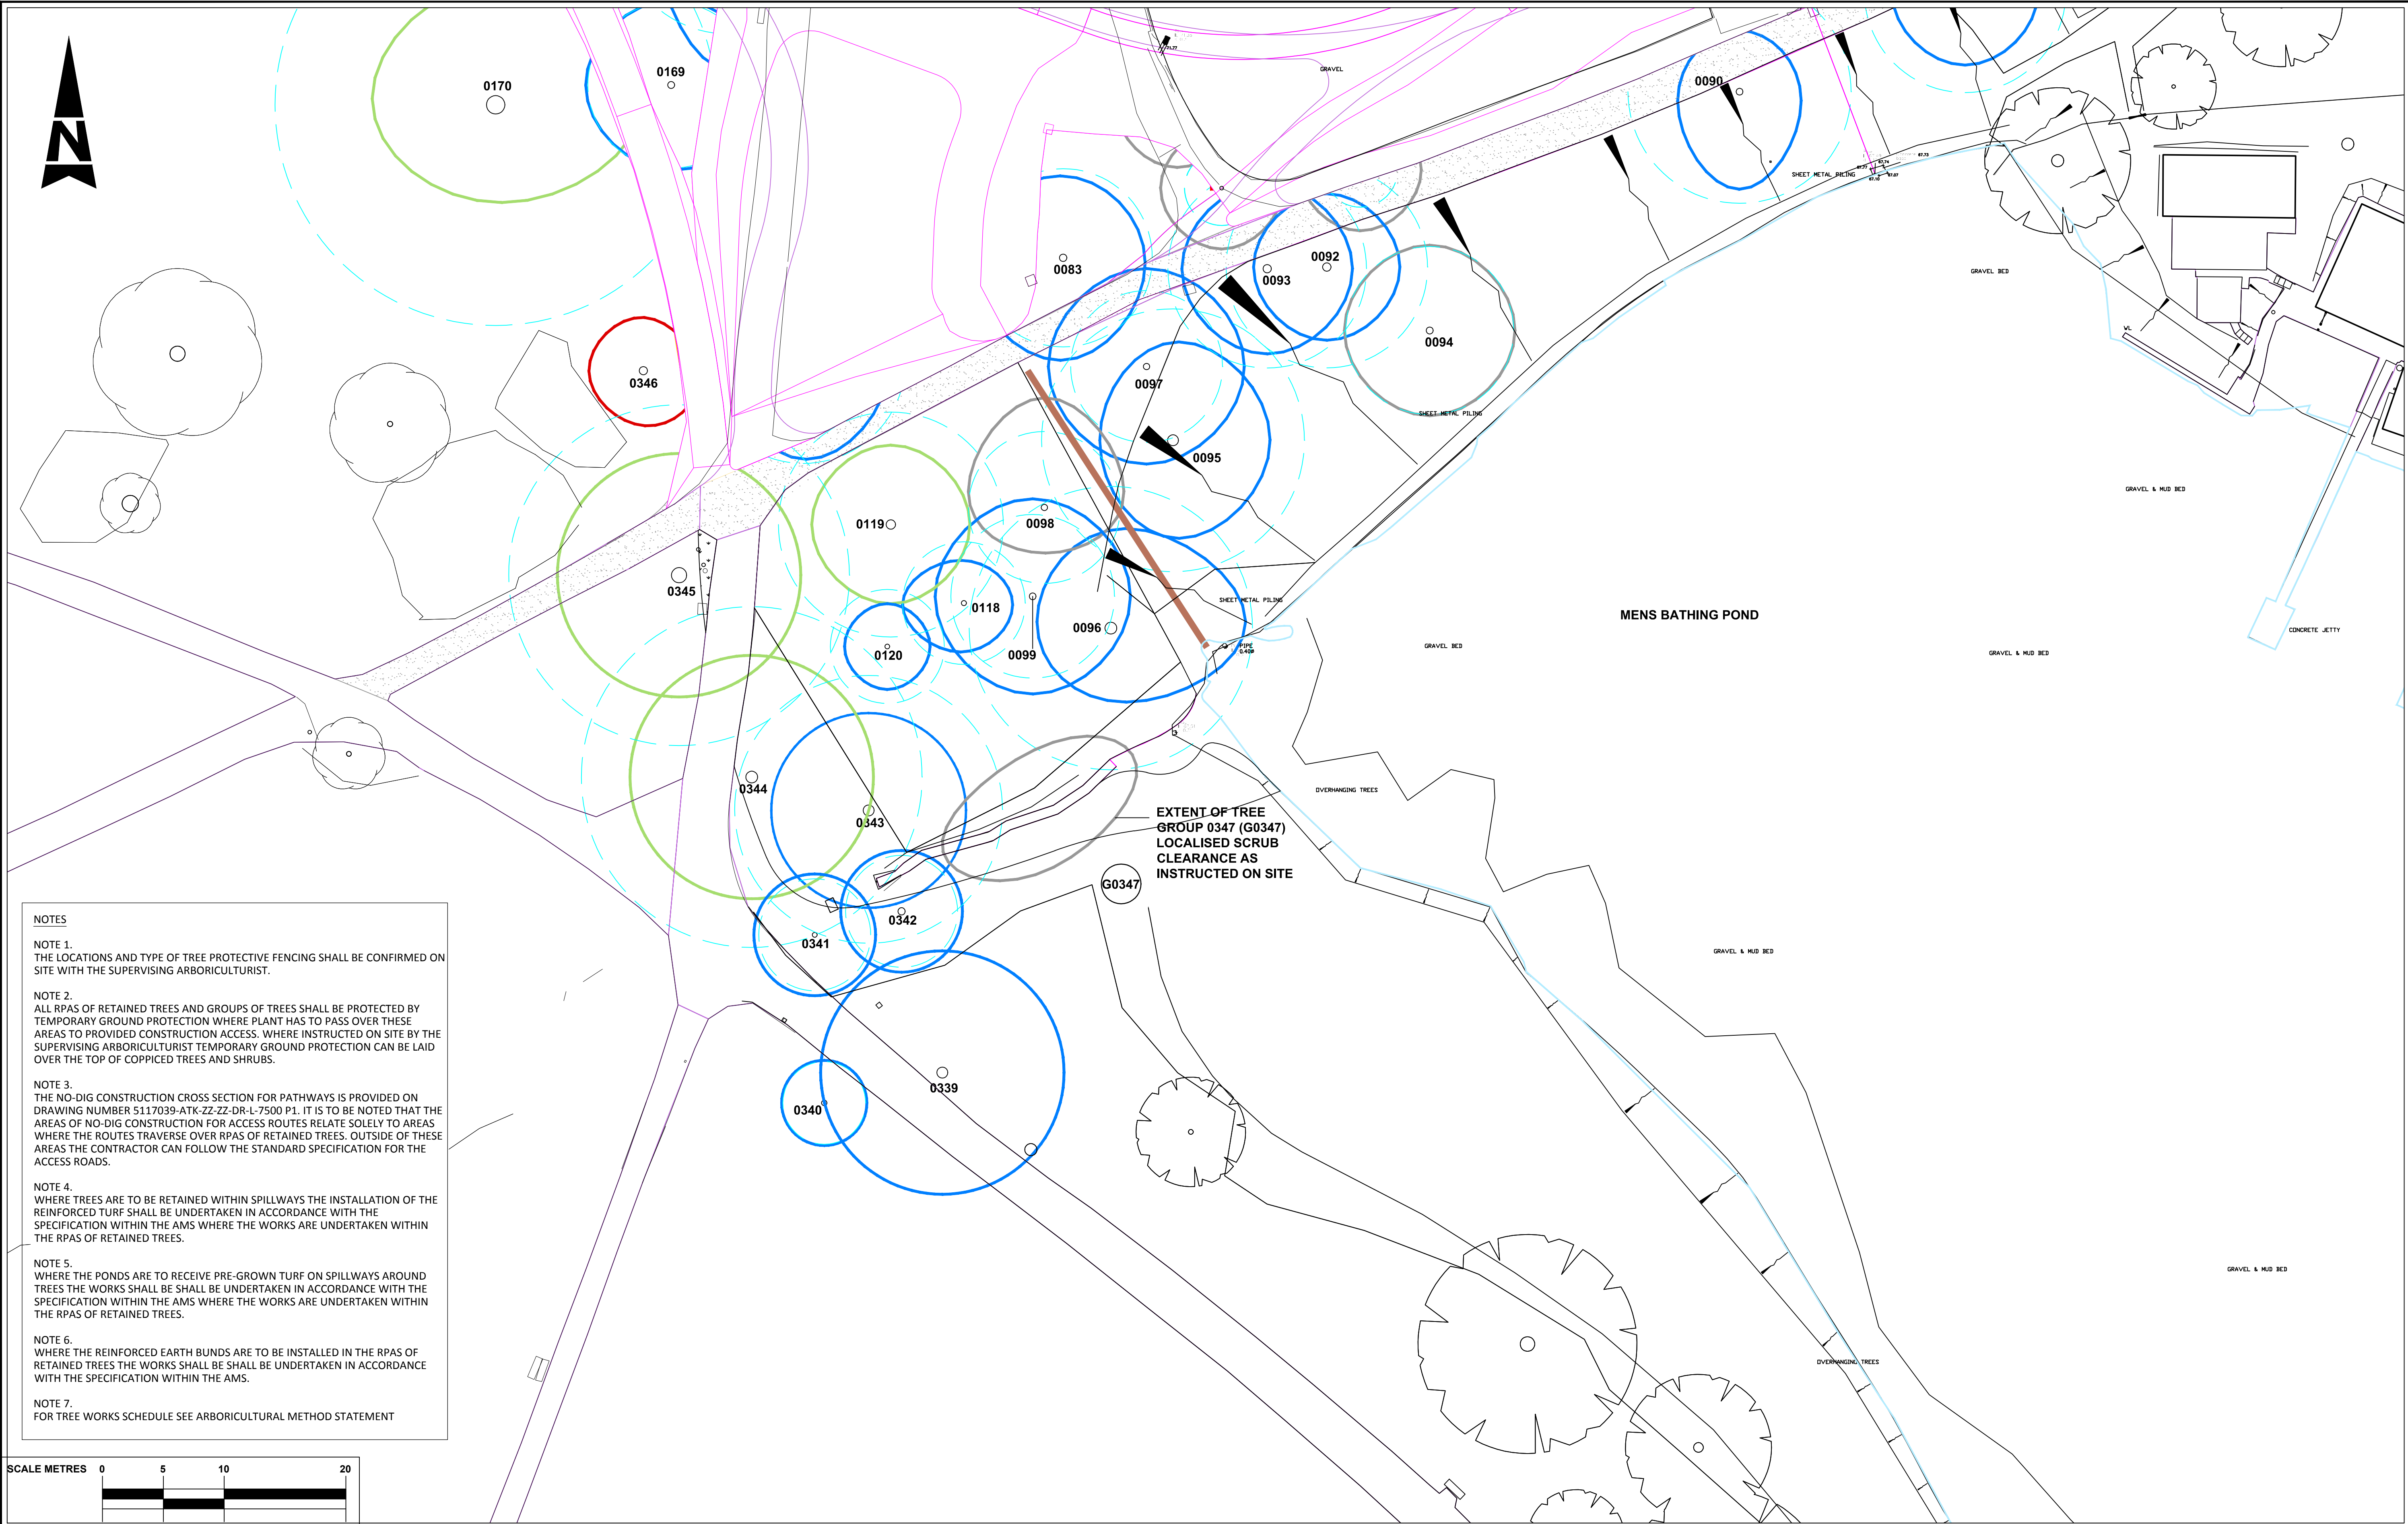 N
0170
0169
71.77
GRAVEL
0090
67.77
67.74
67.73
67.10
67.07
SHEET METAL PILING
0083
0093
0092
0094
GRAVEL BED
WL
0346
0097
SHEET METAL PILING
0095
0119
0098
GRAVEL & MUD BED
0345
0118
SHEET METAL PILING
0096
MENS BATHING POND
CONCRETE JETTY
0120
0099
PIPE
0.40Ø
GRAVEL BED
GRAVEL & MUD BED
0344
0343
OVERHANGING TREES
EXTENT OF TREE
GROUP 0347 (G0347)
LOCALISED SCRUB
CLEARANCE AS
INSTRUCTED ON SITE
G0347
0342
0341
GRAVEL & MUD BED
0339
0340
GRAVEL & MUD BED
OVERHANGING TREES
NOTES
NOTE 1.
THE LOCATIONS AND TYPE OF TREE PROTECTIVE FENCING SHALL BE CONFIRMED ON
SITE WITH THE SUPERVISING ARBORICULTURIST.
NOTE 2.
ALL RPAS OF RETAINED TREES AND GROUPS OF TREES SHALL BE PROTECTED BY
TEMPORARY GROUND PROTECTION WHERE PLANT HAS TO PASS OVER THESE
AREAS TO PROVIDED CONSTRUCTION ACCESS. WHERE INSTRUCTED ON SITE BY THE
SUPERVISING ARBORICULTURIST TEMPORARY GROUND PROTECTION CAN BE LAID
OVER THE TOP OF COPPICED TREES AND SHRUBS.
NOTE 3.
THE NO-DIG CONSTRUCTION CROSS SECTION FOR PATHWAYS IS PROVIDED ON
DRAWING NUMBER 5117039-ATK-ZZ-ZZ-DR-L-7500 P1. IT IS TO BE NOTED THAT THE
AREAS OF NO-DIG CONSTRUCTION FOR ACCESS ROUTES RELATE SOLELY TO AREAS
WHERE THE ROUTES TRAVERSE OVER RPAS OF RETAINED TREES. OUTSIDE OF THESE
AREAS THE CONTRACTOR CAN FOLLOW THE STANDARD SPECIFICATION FOR THE
ACCESS ROADS.
NOTE 4.
WHERE TREES ARE TO BE RETAINED WITHIN SPILLWAYS THE INSTALLATION OF THE
REINFORCED TURF SHALL BE UNDERTAKEN IN ACCORDANCE WITH THE
SPECIFICATION WITHIN THE AMS WHERE THE WORKS ARE UNDERTAKEN WITHIN
THE RPAS OF RETAINED TREES.
NOTE 5.
WHERE THE PONDS ARE TO RECEIVE PRE-GROWN TURF ON SPILLWAYS AROUND
TREES THE WORKS SHALL BE SHALL BE UNDERTAKEN IN ACCORDANCE WITH THE
SPECIFICATION WITHIN THE AMS WHERE THE WORKS ARE UNDERTAKEN WITHIN
THE RPAS OF RETAINED TREES.
NOTE 6.
WHERE THE REINFORCED EARTH BUNDS ARE TO BE INSTALLED IN THE RPAS OF
RETAINED TREES THE WORKS SHALL BE SHALL BE UNDERTAKEN IN ACCORDANCE
WITH THE SPECIFICATION WITHIN THE AMS.
NOTE 7.
FOR TREE WORKS SCHEDULE SEE ARBORICULTURAL METHOD STATEMENT
SCALE METRES 0 5 10 20